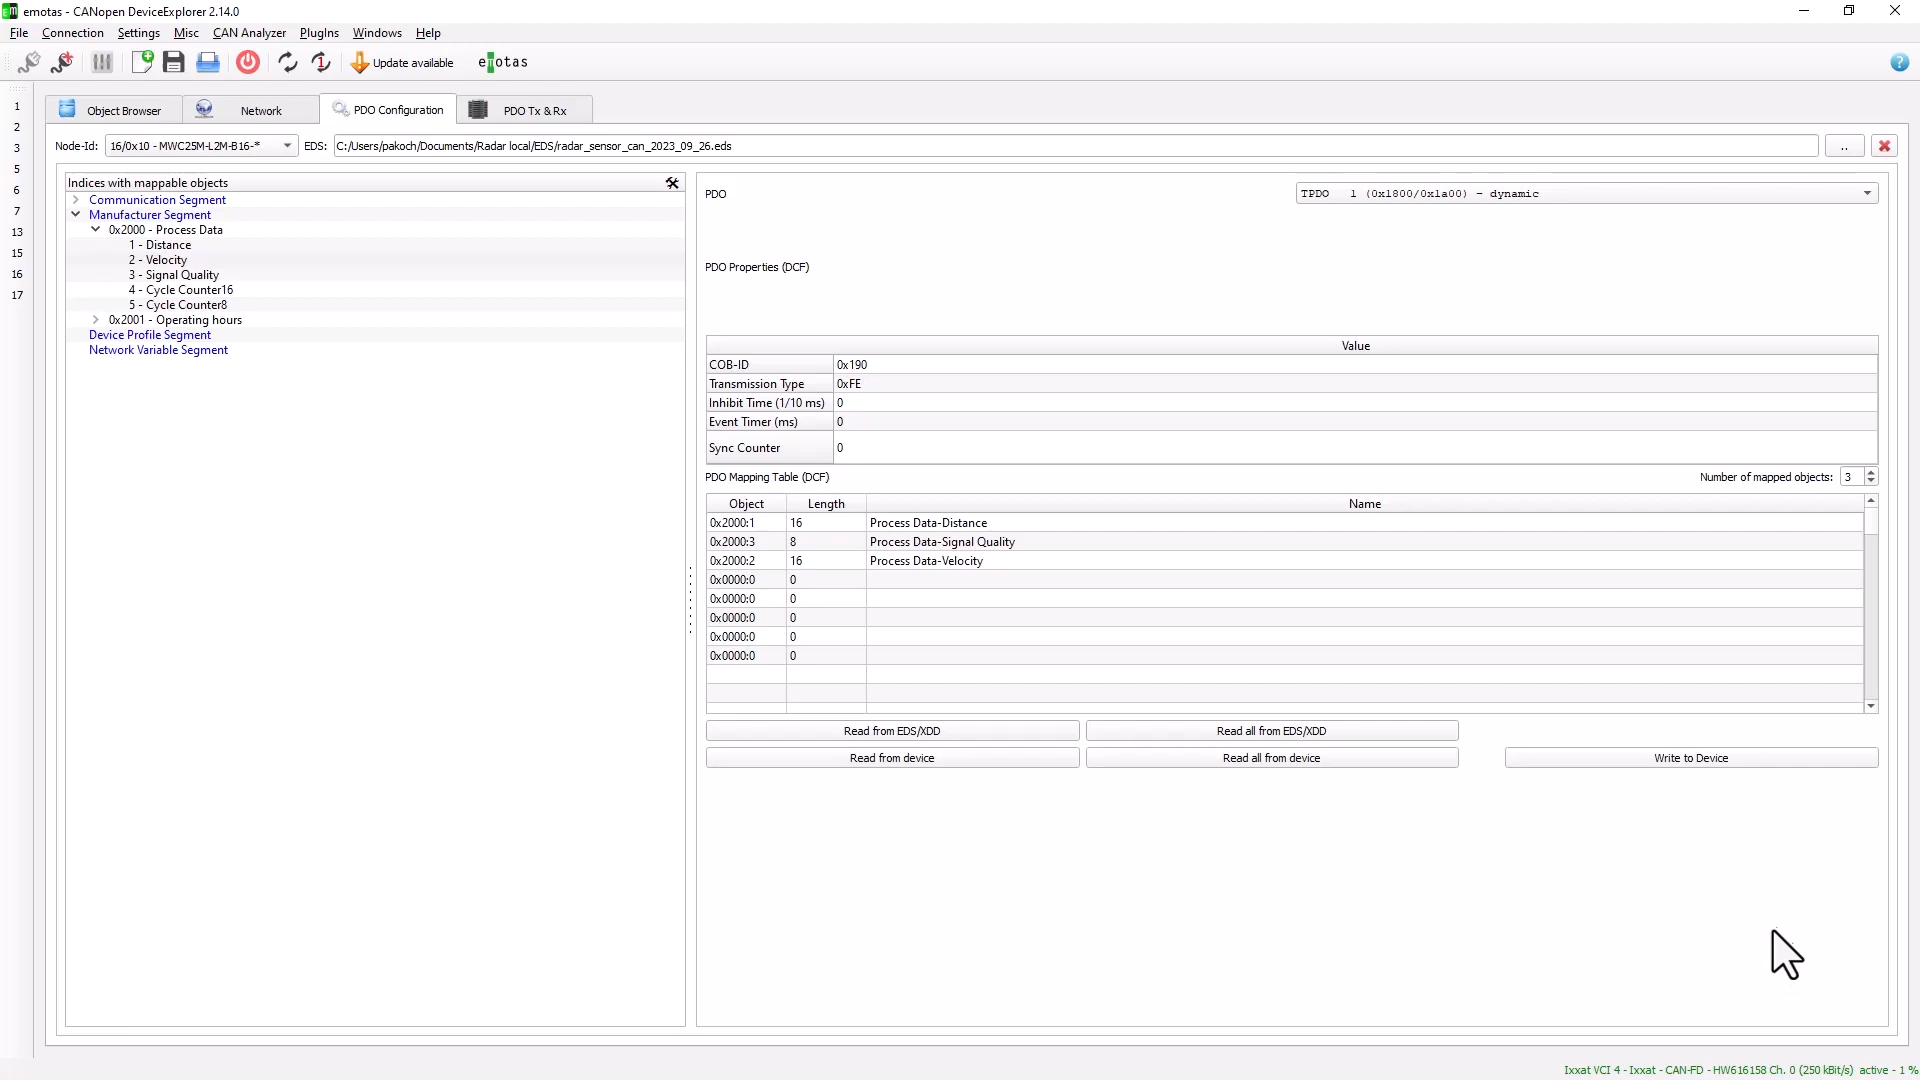 emotas - CANopen DeviceExplorer 2.14.0
File Connection Settings Misc CAN Analyzer PlugIns Windows Help
1 Update available emotas ?
Object Browser Network PDO Configuration PDO Tx & Rx
Node-Id: 16/0x10 - MWC25M-L2M-B16-* EDS: C:/Users/pakoch/Documents/Radar local/EDS/radar_sensor_can_2023_09_26.eds ..
1
2
3
5
6
7
13
15
16
17
Indices with mappable objects
Communication Segment
Manufacturer Segment
0x2000 - Process Data
1 - Distance
2 - Velocity
3 - Signal Quality
4 - Cycle Counter16
5 - Cycle Counter8
0x2001 - Operating hours
Device Profile Segment
Network Variable Segment
PDO TPDO 1 (0x1800/0x1a00) - dynamic
PDO Properties (DCF)
Value
COB-ID 0x190
Transmission Type 0xFE
Inhibit Time (1/10 ms) 0
Event Timer (ms) 0
Sync Counter 0
PDO Mapping Table (DCF) Number of mapped objects: 3
Object Length Name
0x2000:1 16 Process Data-Distance
0x2000:3 8 Process Data-Signal Quality
0x2000:2 16 Process Data-Velocity
0x0000:0 0
0x0000:0 0
0x0000:0 0
0x0000:0 0
0x0000:0 0
Read from EDS/XDD Read all from EDS/XDD
Read from device Read all from device Write to Device
Ixxat VCI 4 - Ixxat - CAN-FD - HW616158 Ch. 0 (250 kBit/s) active - 1 %